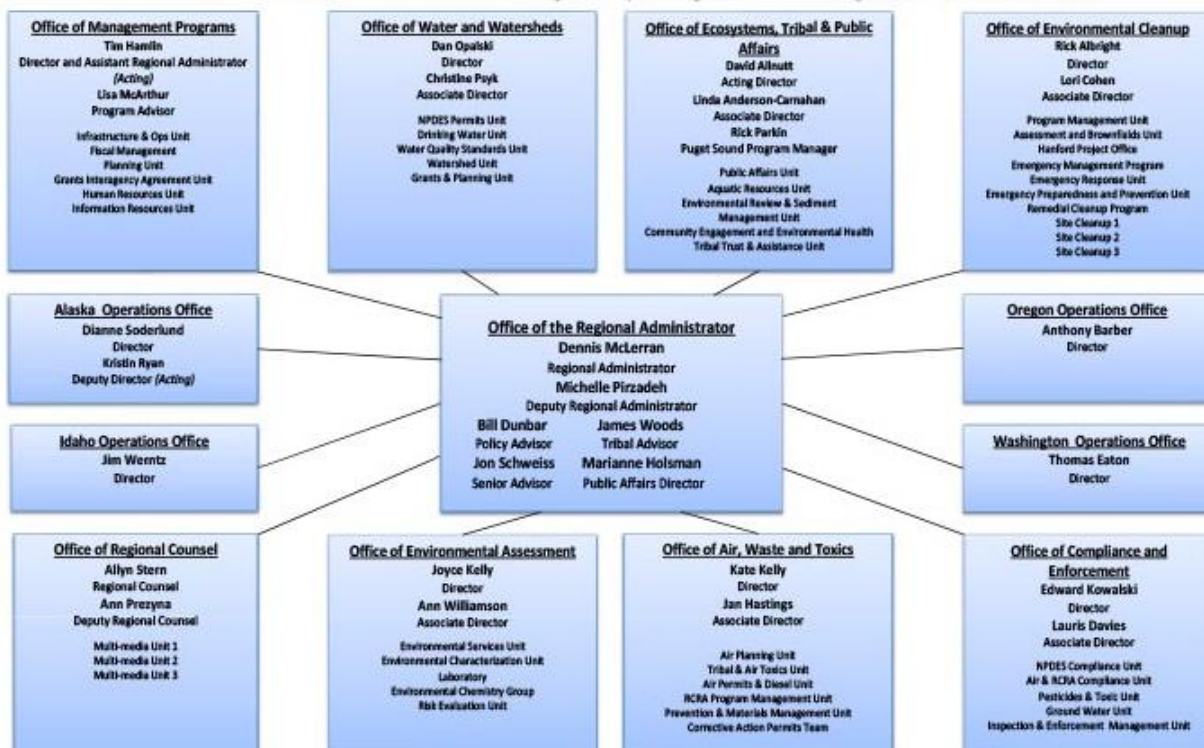 Office of Management Programs
Tim Hamlin
Director and Assistant Regional Administrator
(Acting)
Lisa McArthur
Program Advisor
Infrastructure & Ops Unit
Fiscal Management
Planning Unit
Grants Interagency Agreement Unit
Human Resources Unit
Information Resources Unit
Office of Water and Watersheds
Dan Opalski
Director
Christine Psyk
Associate Director
NPDES Permits Unit
Drinking Water Unit
Water Quality Standards Unit
Watershed Unit
Grants & Planning Unit
Office of Ecosystems, Tribal & Public
Affairs
David Allnutt
Acting Director
Linda Anderson-Carnahan
Associate Director
Rick Parkin
Puget Sound Program Manager
Public Affairs Unit
Aquatic Resources Unit
Environmental Review & Sediment
Management Unit
Community Engagement and Environmental Health
Tribal Trust & Assistance Unit
Office of Environmental Cleanup
Rick Albright
Director
Lori Cohen
Associate Director
Program Management Unit
Assessment and Brownfields Unit
Hanford Project Office
Emergency Management Program
Emergency Response Unit
Emergency Preparedness and Prevention Unit
Remedial Cleanup Program
Site Cleanup 1
Site Cleanup 2
Site Cleanup 3
Alaska Operations Office
Dianne Soderlund
Director
Kristin Ryan
Deputy Director (Acting)
Office of the Regional Administrator
Dennis McLerran
Regional Administrator
Michelle Pirzadeh
Deputy Regional Administrator
Bill Dunbar James Woods
Policy Advisor Tribal Advisor
Jon Schweiss Marianne Holsman
Senior Advisor Public Affairs Director
Oregon Operations Office
Anthony Barber
Director
Idaho Operations Office
Jim Werntz
Director
Washington Operations Office
Thomas Eaton
Director
Office of Regional Counsel
Allyn Stern
Regional Counsel
Ann Prezyna
Deputy Regional Counsel
Multi-media Unit 1
Multi-media Unit 2
Multi-media Unit 3
Office of Environmental Assessment
Joyce Kelly
Director
Ann Williamson
Associate Director
Environmental Services Unit
Environmental Characterization Unit
Laboratory
Environmental Chemistry Group
Risk Evaluation Unit
Office of Air, Waste and Toxics
Kate Kelly
Director
Jan Hastings
Associate Director
Air Planning Unit
Tribal & Air Toxics Unit
Air Permits & Diesel Unit
RCRA Program Management Unit
Prevention & Materials Management Unit
Corrective Action Permits Team
Office of Compliance and
Enforcement
Edward Kowalski
Director
Lauris Davies
Associate Director
NPDES Compliance Unit
Air & RCRA Compliance Unit
Pesticides & Toxic Unit
Ground Water Unit
Inspection & Enforcement Management Unit